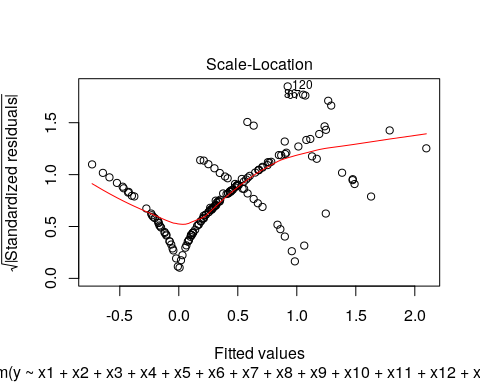 Scale-Location
120
√|Standardized residuals|
0.0 0.5 1.0 1.5
-0.5 0.0 0.5 1.0 1.5 2.0
Fitted values
m(y ~ x1 + x2 + x3 + x4 + x5 + x6 + x7 + x8 + x9 + x10 + x11 + x12 + x